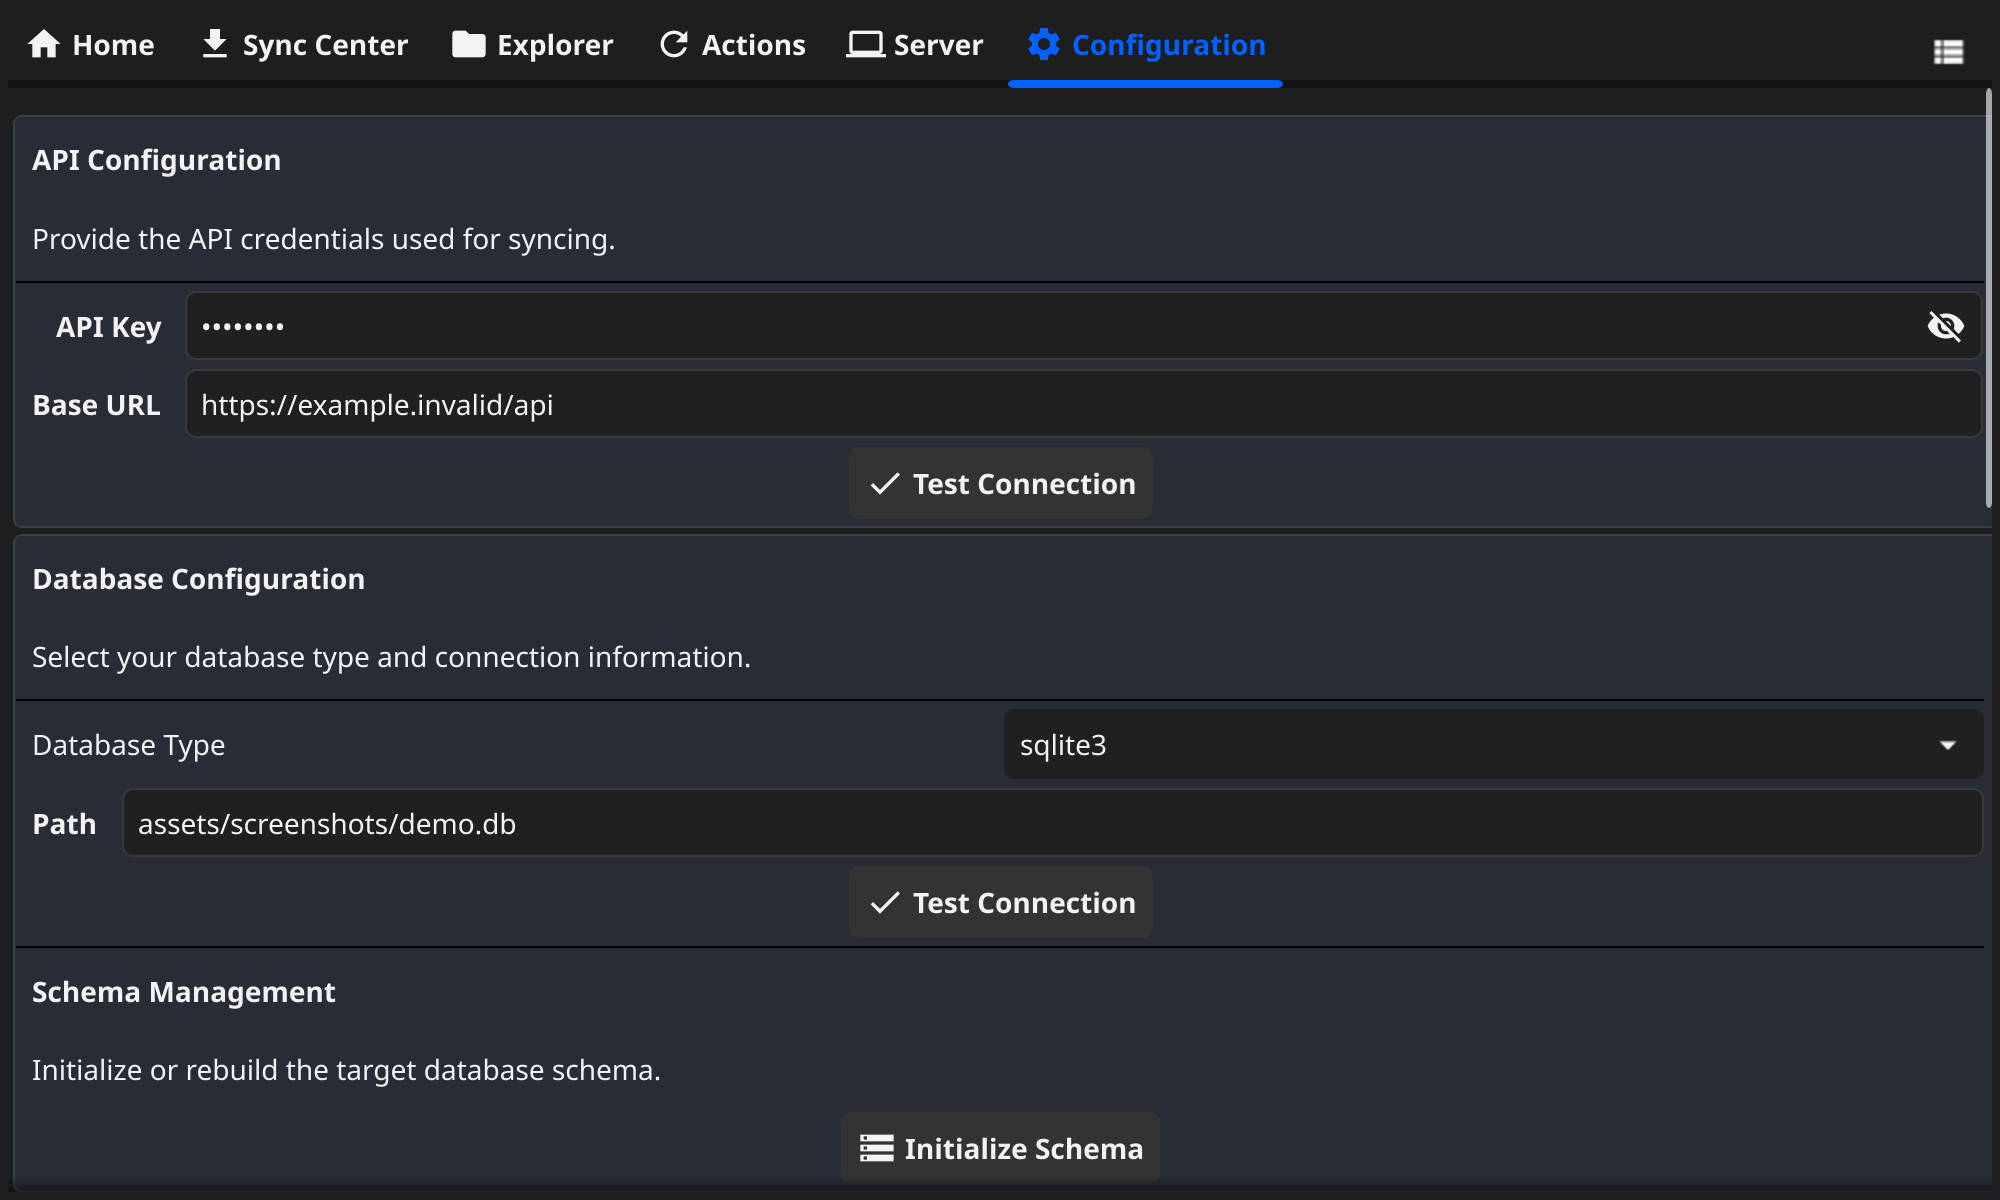 Home Sync Center Explorer Actions Server Configuration
API Configuration
Provide the API credentials used for syncing.
API Key ••••••••
Base URL https://example.invalid/api
Test Connection
Database Configuration
Select your database type and connection information.
Database Type sqlite3
Path assets/screenshots/demo.db
Test Connection
Schema Management
Initialize or rebuild the target database schema.
Initialize Schema